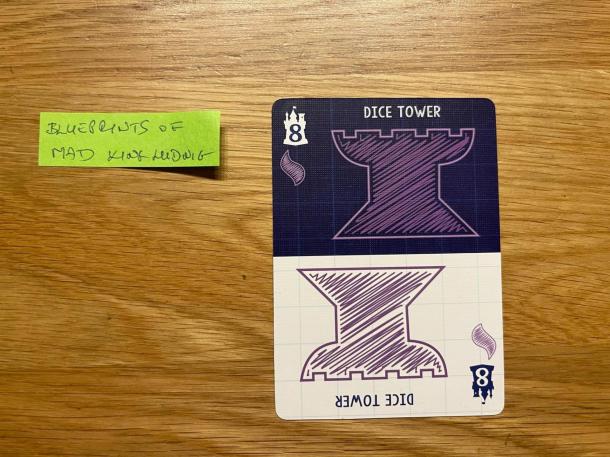 BLUEPRINTS OF
MAD KING LUDWIG
8
DICE TOWER
8
DICE TOWER